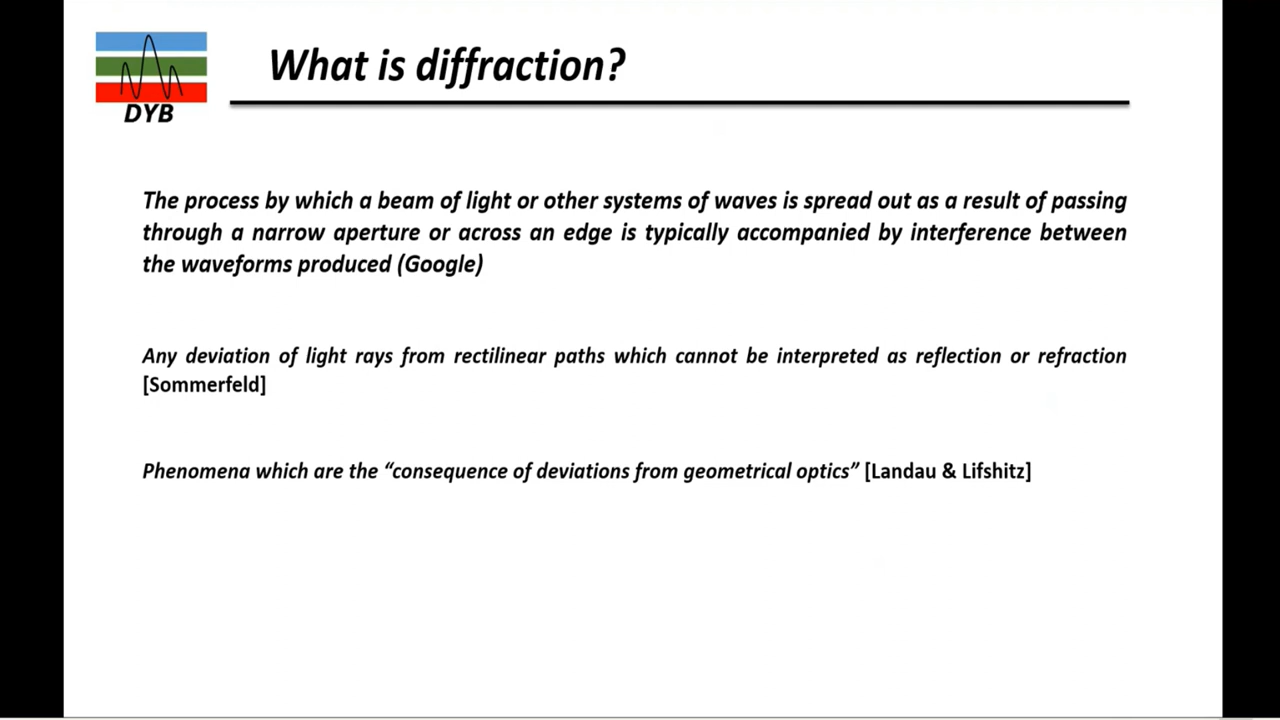 What is diffraction?
DYB
The process by which a beam of light or other systems of waves is spread out as a result of passing
through a narrow aperture or across an edge is typically accompanied by interference between
the waveforms produced (Google)
Any deviation of light rays from rectilinear paths which cannot be interpreted as reflection or refraction
[Sommerfeld]
Phenomena which are the “consequence of deviations from geometrical optics” [Landau & Lifshitz]